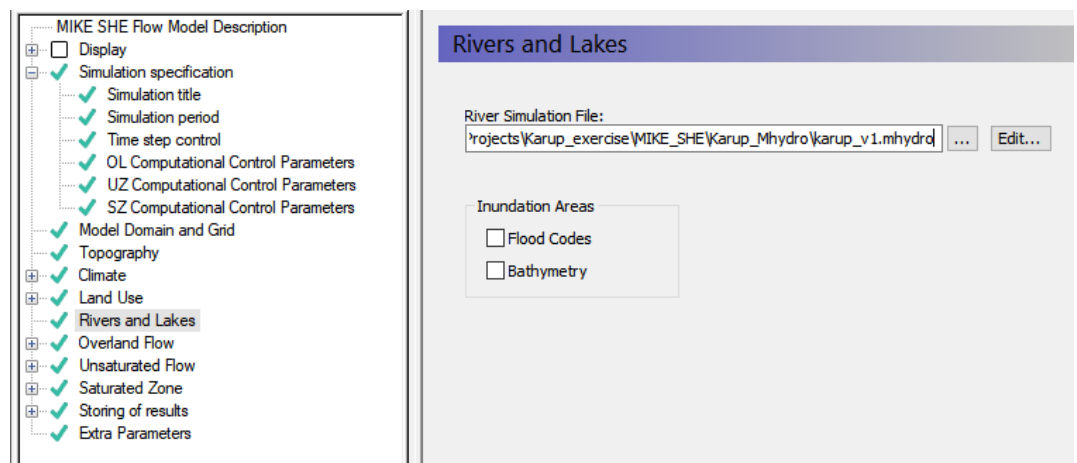 MIKE SHE Flow Model Description
Display
Simulation specification
Simulation title
Simulation period
Time step control
OL Computational Control Parameters
UZ Computational Control Parameters
SZ Computational Control Parameters
Model Domain and Grid
Topography
Climate
Land Use
Rivers and Lakes
Overland Flow
Unsaturated Flow
Saturated Zone
Storing of results
Extra Parameters
Rivers and Lakes
River Simulation File:
rojects\Karup_exercise\MIKE_SHE\Karup_Mhydro\karup_v1.mhydro ... Edit...
Inundation Areas
Flood Codes
Bathymetry